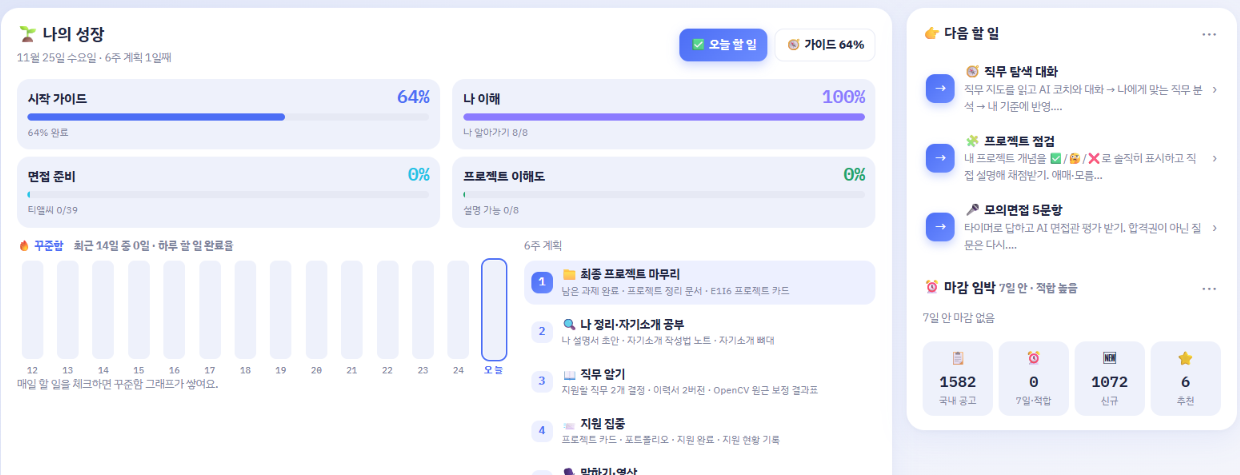 🌱 나의 성장
11월 25일 수요일 · 6주 계획 1일째
✅ 오늘 할 일
🧭 가이드 64%
시작 가이드 64%
64% 완료
나 이해 100%
나 알아가기 8/8
면접 준비 0%
티앨씨 0/39
프로젝트 이해도 0%
설명 가능 0/8
🔥 꾸준함 최근 14일 중 0일 · 하루 할 일 완료율
12 13 14 15 16 17 18 19 20 21 22 23 24 오늘
매일 할 일을 체크하면 꾸준함 그래프가 쌓여요.
6주 계획
1 📁 최종 프로젝트 마무리
남은 과제 완료 · 프로젝트 정리 문서 · E1I6 프로젝트 카드
2 🔍 나 정리·자기소개 공부
나 설명서 초안 · 자기소개 작성법 노트 · 자기소개 뼈대
3 📖 직무 알기
지원할 직무 2개 결정 · 이력서 2버전 · OpenCV 원근 보정 결과표
4 📨 지원 집중
프로젝트 카드 · 포트폴리오 · 지원 완료 · 지원 현황 기록
말하기·영상
👉 다음 할 일 ⋯
→ 🧭 직무 탐색 대화
직무 지도를 읽고 AI 코치와 대화 → 나에게 맞는 직무 분
석 → 내 기준에 반영.… ›
→ 🧩 프로젝트 점검
내 프로젝트 개념을 ✅/🤔/❌로 솔직히 표시하고 직
접 설명해 채점받기. 애매·모름… ›
→ 🎤 모의면접 5문항
타이머로 답하고 AI 면접관 평가 받기. 합격권이 아닌 질
문은 다시.… ›
⏰ 마감 임박 7일 안 · 적합 높음 ⋯
7일 안 마감 없음
📋 ⏰ 🆕 ⭐
1582 0 1072 6
국내 공고 7일·적합 신규 추천